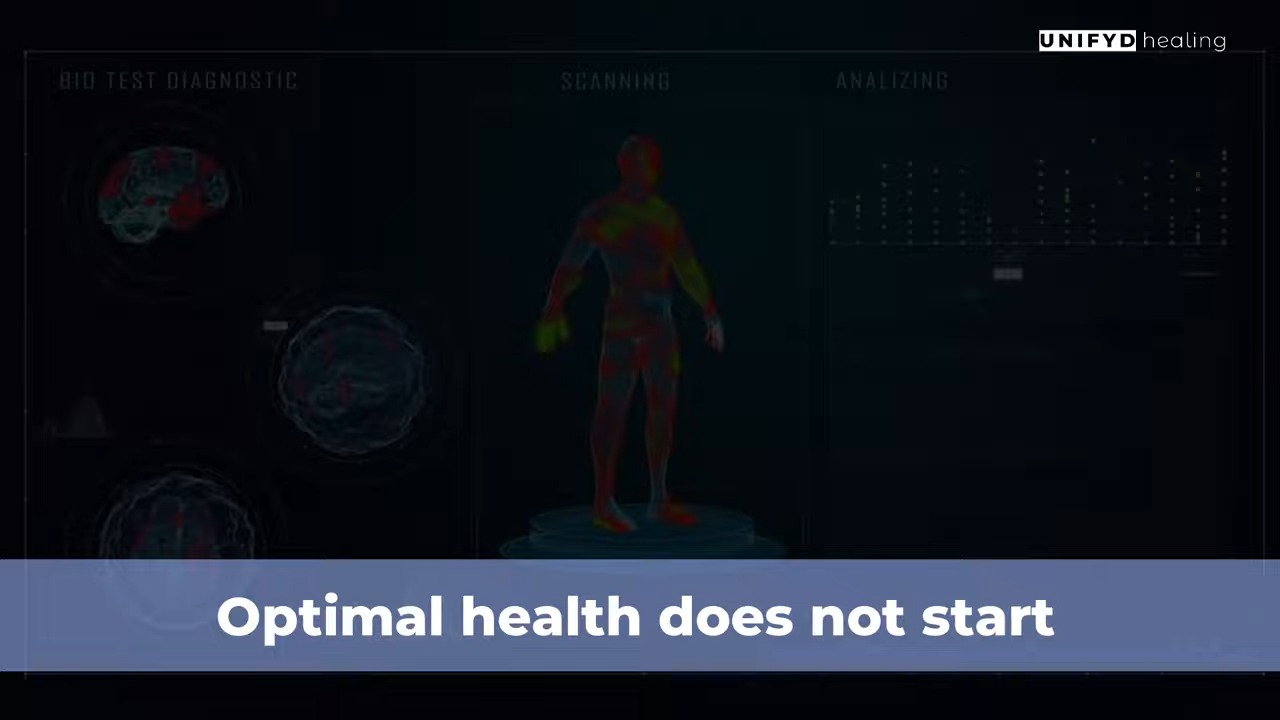 UNIFYD healing
BIO TEST DIAGNOSTIC
SCANNING
ANALIZING
Optimal health does not start